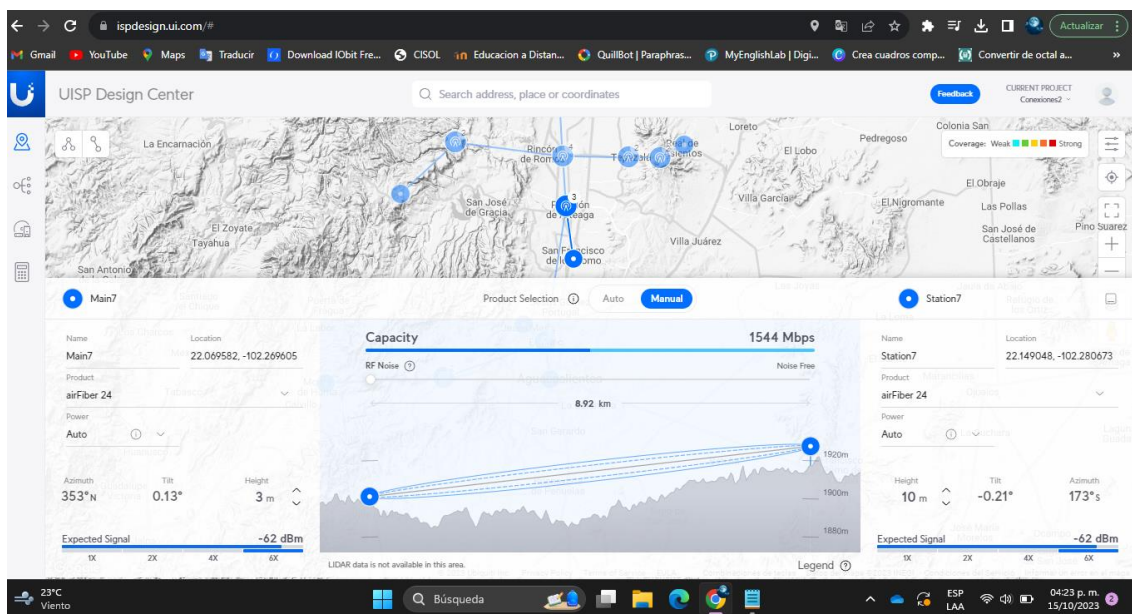 ispdesign.ui.com/#
Actualizar
Gmail YouTube Maps Traducir Download IObit Fre... CISOL Educacion a Distan... QuillBot | Paraphras... MyEnglishLab | Digi... Crea cuadros comp... Convertir de octal a... »
UISP Design Center
Search address, place or coordinates
Feedback
CURRENT PROJECT
Conexiones2
La Encarnación
Loreto
El Lobo
Pedregoso
Colonia San
Coverage: Weak Strong
El Obraje
Villa García
El Nigromante
Las Pollas
San José
de Gracia
3
El Zoyate
Tayahua
San José de
Castellanos
Pino Suarez
Villa Juárez
San Antonio
Main7
Product Selection
Auto
Manual
Station7
Name
Location
Main7
22.069582, -102.269605
Product
airFiber 24
Power
Auto
Azimuth
Tilt
Height
353° N
0.13°
3 m
Expected Signal
-62 dBm
1X 2X 4X 6X
Capacity
1544 Mbps
RF Noise
Noise Free
8.92 km
1920m
1900m
1880m
LIDAR data is not available in this area.
Legend
Name
Location
Station7
22.149048, -102.280673
Product
airFiber 24
Power
Auto
Height
Tilt
Azimuth
10 m
-0.21°
173° s
Expected Signal
-62 dBm
1X 2X 4X 6X
23°C
Viento
Búsqueda
ESP
LAA
04:23 p. m.
15/10/2023
2